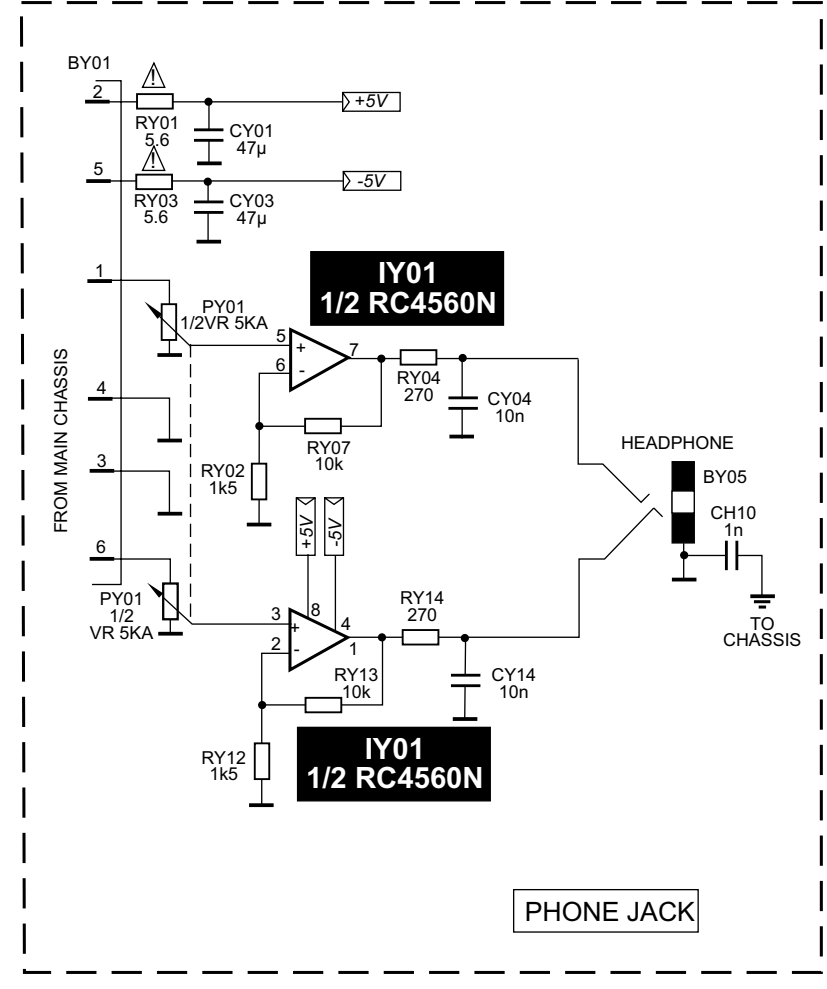 BY01
2
!
RY01
5.6
CY01
47µ
+5V
5
!
RY03
5.6
CY03
47µ
-5V
IY01
1/2 RC4560N
1
PY01
1/2VR 5KA
5
+
6
-
7
RY04
270
CY04
10n
RY07
10k
RY02
1k5
FROM MAIN CHASSIS
4
3
6
HEADPHONE
BY05
CH10
1n
TO
CHASSIS
+5V
-5V
PY01
1/2
VR 5KA
3
+
2
-
8
4
1
RY14
270
RY13
10k
CY14
10n
RY12
1k5
IY01
1/2 RC4560N
PHONE JACK